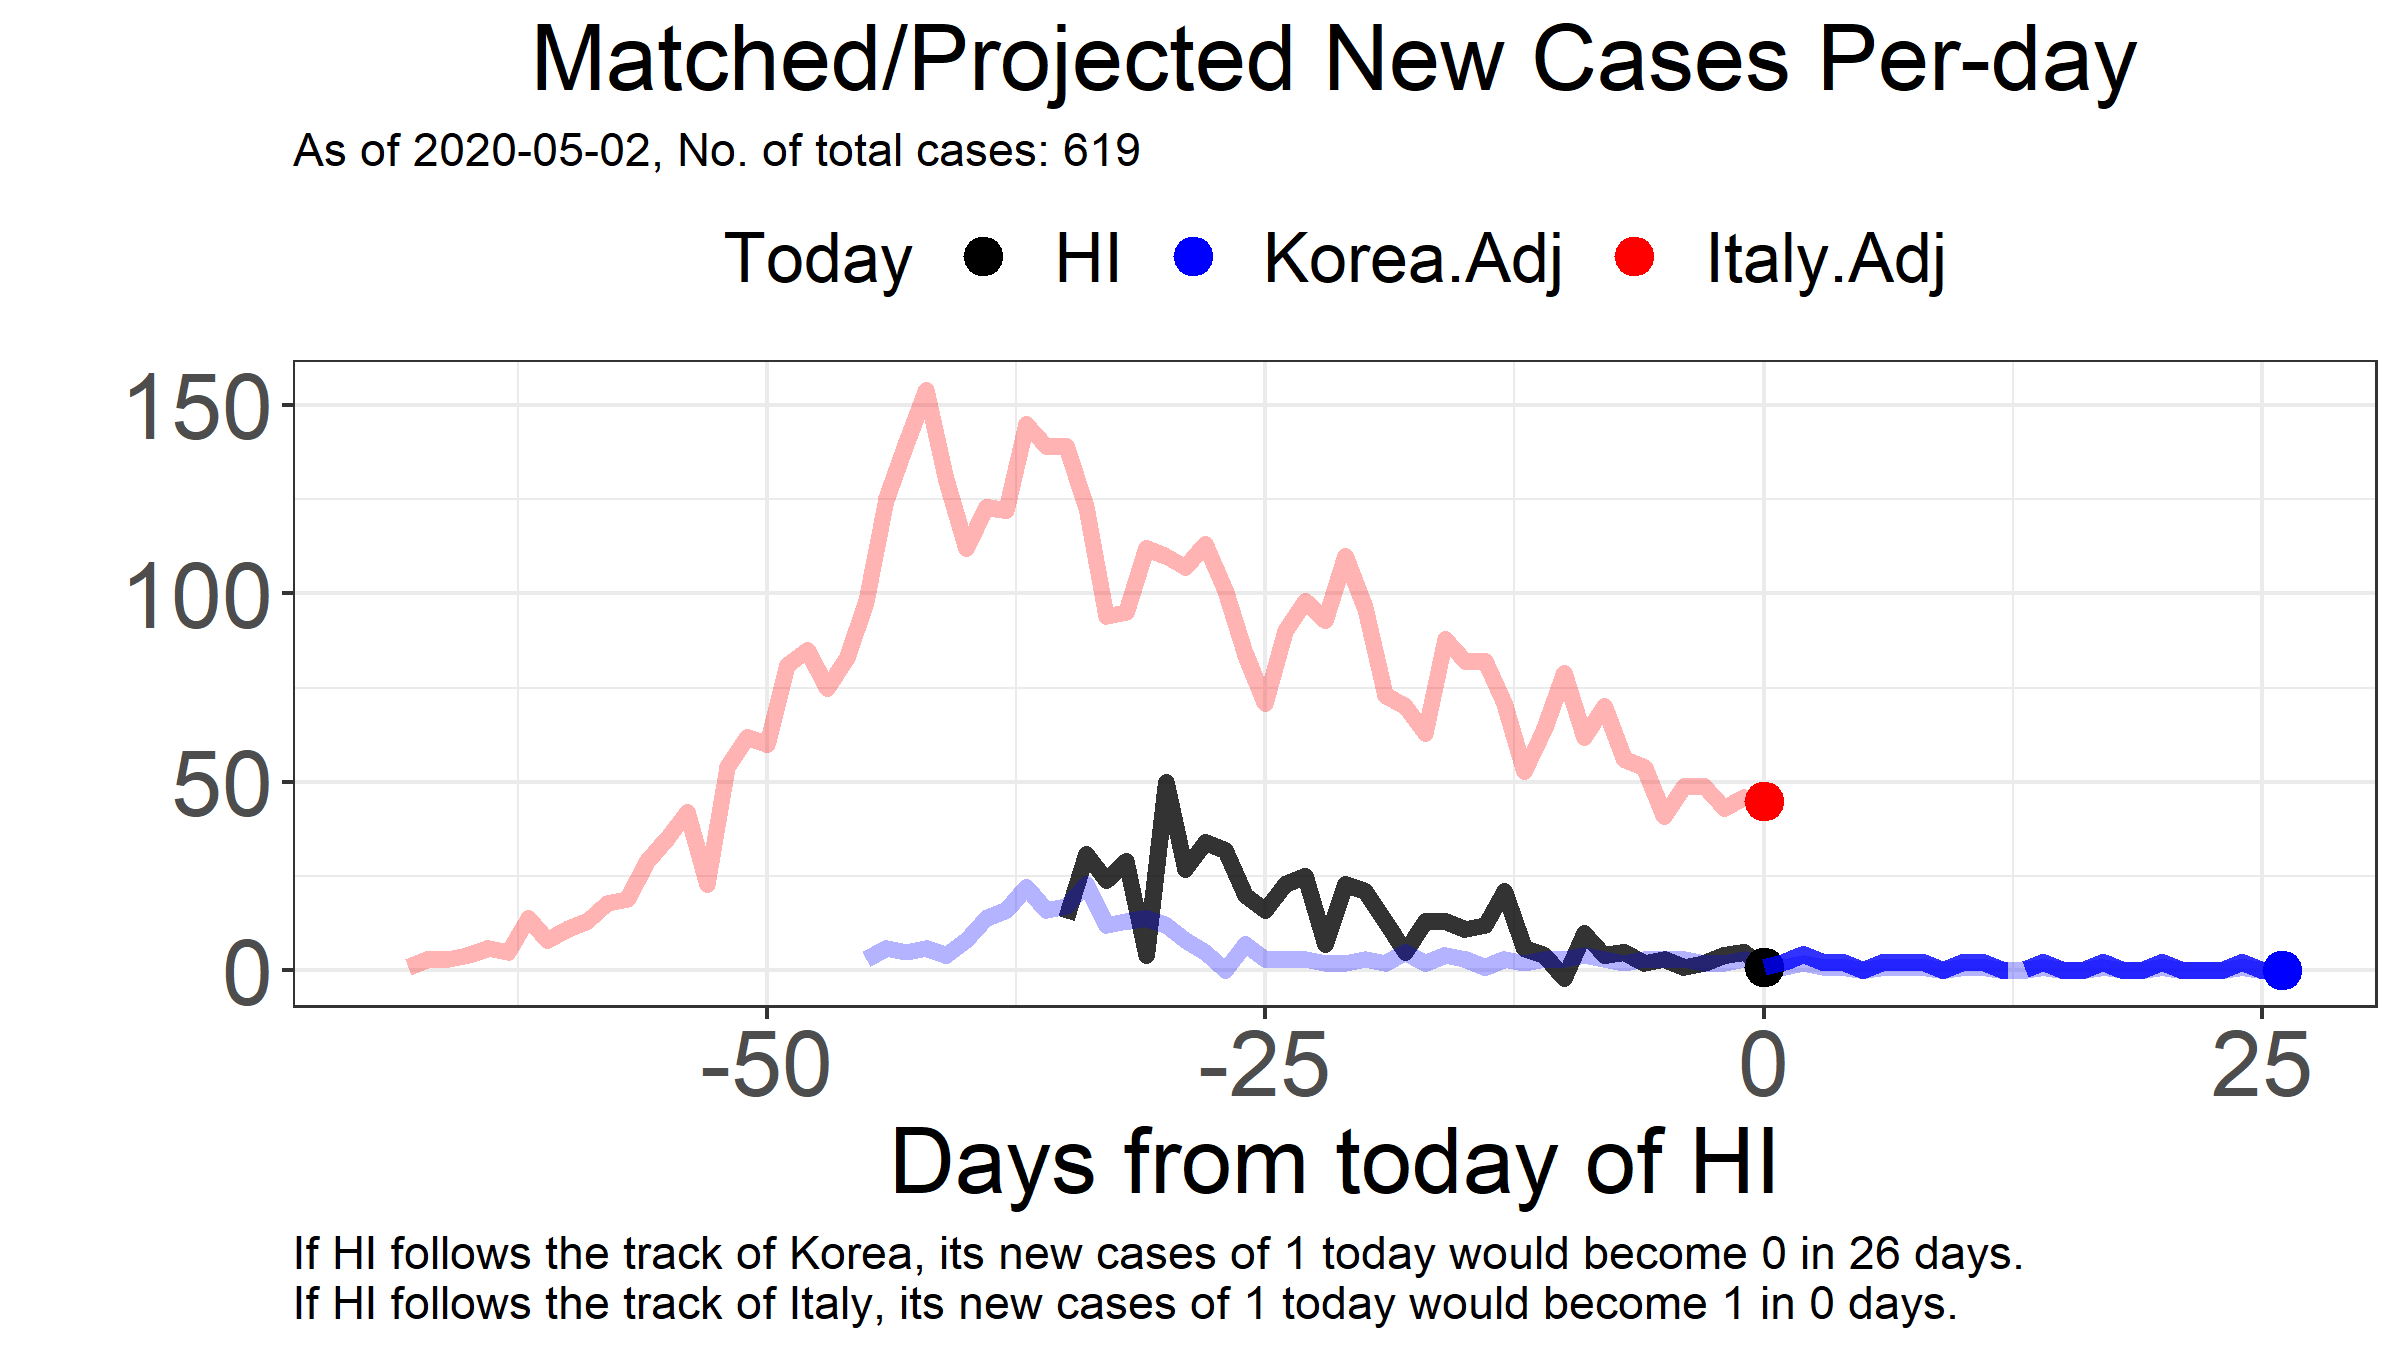 Matched/Projected New Cases Per-day
As of 2020-05-02, No. of total cases: 619
Today HI Korea.Adj Italy.Adj
150
100
50
0
-50 -25 0 25
Days from today of HI
If HI follows the track of Korea, its new cases of 1 today would become 0 in 26 days.
If HI follows the track of Italy, its new cases of 1 today would become 1 in 0 days.